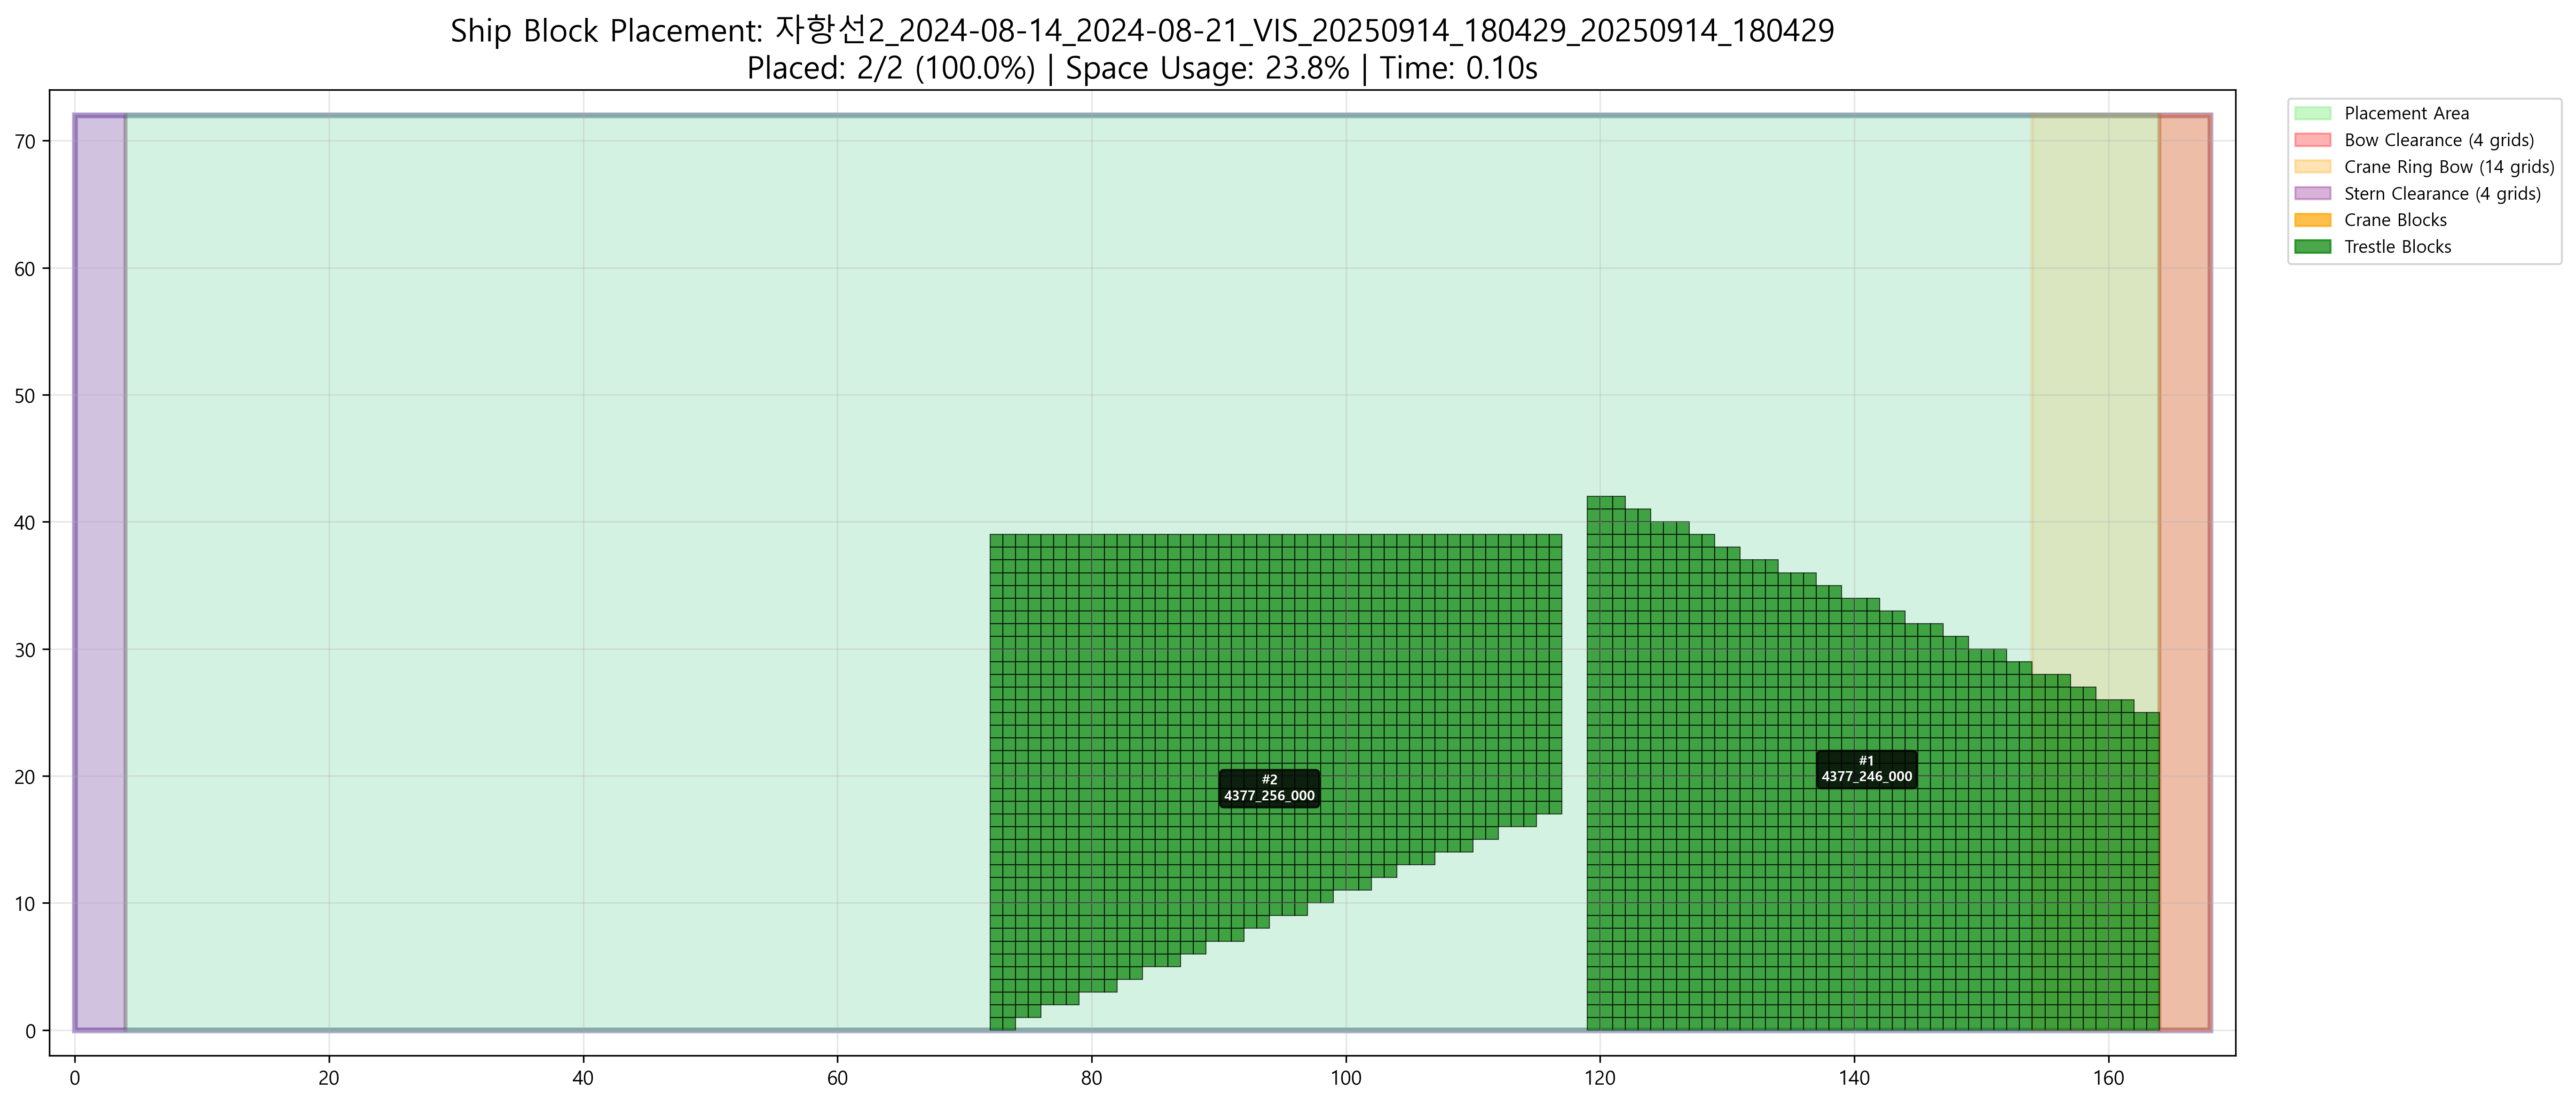 Ship Block Placement: 자항선2_2024-08-14_2024-08-21_VIS_20250914_180429_20250914_180429
Placed: 2/2 (100.0%) | Space Usage: 23.8% | Time: 0.10s
Placement Area
Bow Clearance (4 grids)
Crane Ring Bow (14 grids)
Stern Clearance (4 grids)
Crane Blocks
Trestle Blocks
70
60
50
40
30
20
10
0
#2
4377_256_000
#1
4377_246_000
0 20 40 60 80 100 120 140 160